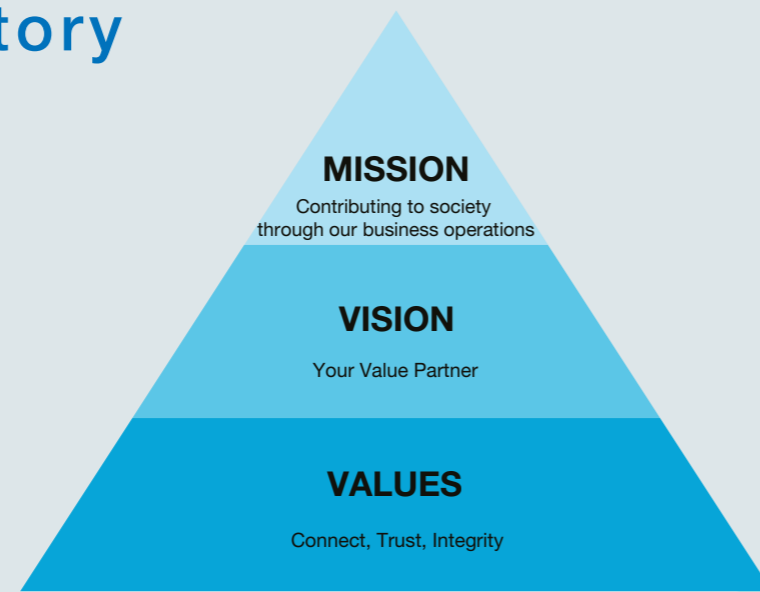 tory
MISSION
Contributing to society
through our business operations
VISION
Your Value Partner
VALUES
Connect, Trust, Integrity